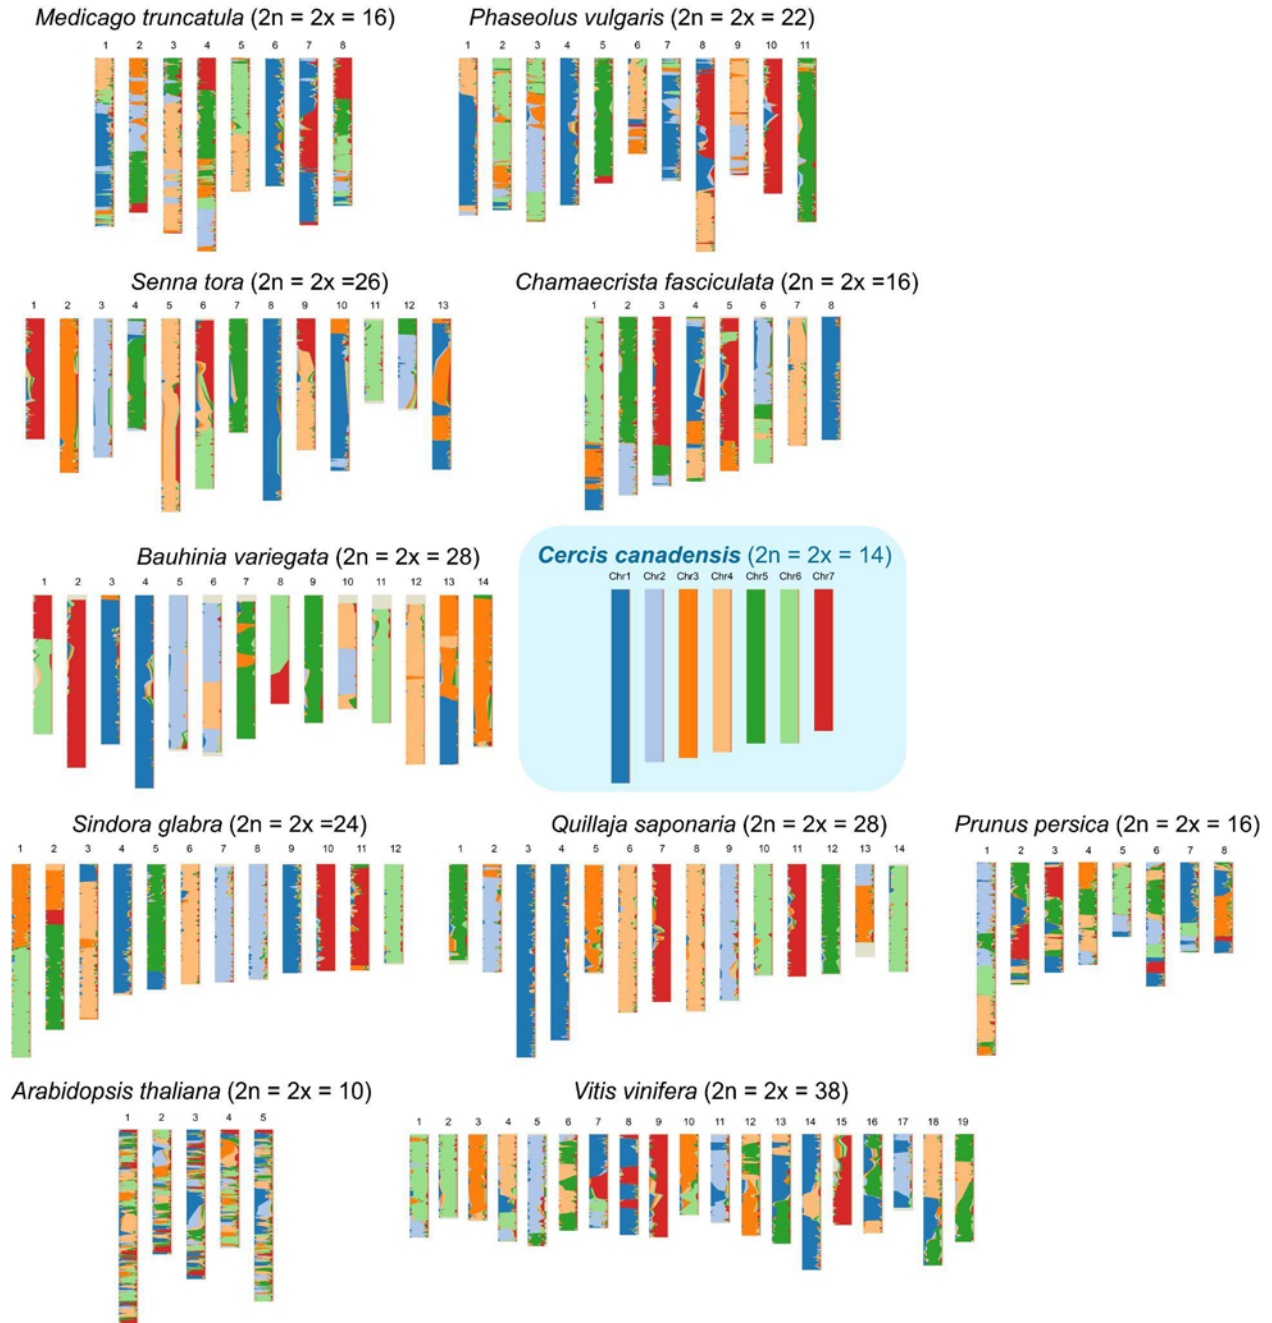 Medicago truncatula (2n = 2x = 16)
Phaseolus vulgaris (2n = 2x = 22)
1 2 3 4 5 6 7 8
1 2 3 4 5 6 7 8 9 10 11
Senna tora (2n = 2x =26)
Chamaecrista fasciculata (2n = 2x =16)
1 2 3 4 5 6 7 8 9 10 11 12 13
1 2 3 4 5 6 7 8
Bauhinia variegata (2n = 2x = 28)
Cercis canadensis (2n = 2x = 14)
1 2 3 4 5 6 7 8 9 10 11 12 13 14
Chr1 Chr2 Chr3 Chr4 Chr5 Chr6 Chr7
Sindora glabra (2n = 2x =24)
Quillaja saponaria (2n = 2x = 28)
Prunus persica (2n = 2x = 16)
1 2 3 4 5 6 7 8 9 10 11 12
1 2 3 4 5 6 7 8 9 10 11 12 13 14
1 2 3 4 5 6 7 8
Arabidopsis thaliana (2n = 2x = 10)
Vitis vinifera (2n = 2x = 38)
1 2 3 4 5
1 2 3 4 5 6 7 8 9 10 11 12 13 14 15 16 17 18 19